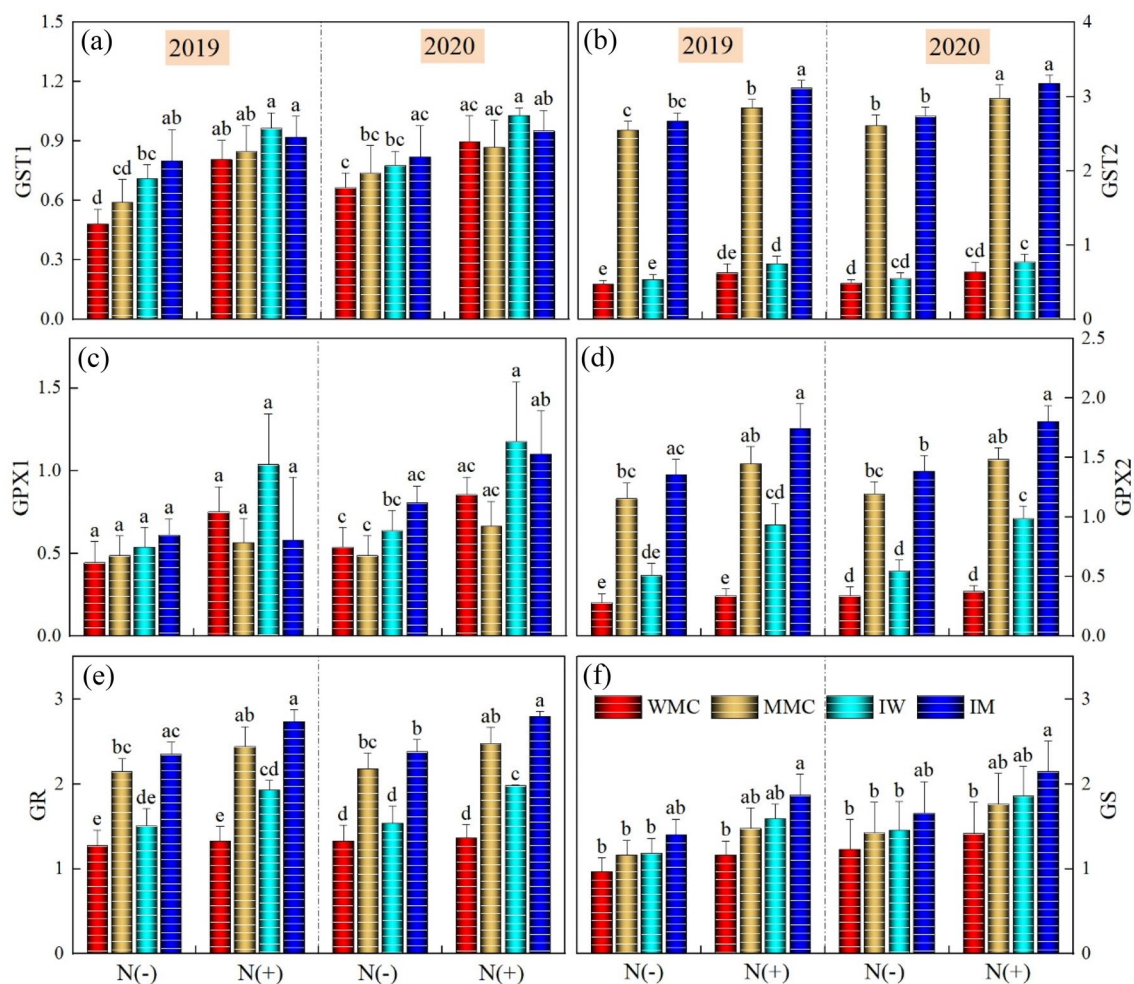 (a) 2019 2020
(b) 2019 2020
1.5
1.2
0.9
0.6
0.3
0.0
GST1
d cd bc ab ab ab a a c bc bc ac ac ac a ac
4
3
2
1
0
GST2
e c e bc de b d a d b cd b cd a c a
(c)
1.5
1.0
0.5
0.0
GPX1
a a a a a a a a c c bc ac ac ac a ab
(d)
2.5
2.0
1.5
1.0
0.5
0.0
GPX2
e bc de ac e ab cd a d bc d b d ab c a
(e)
3
2
1
0
GR
e bc de ac e ab cd a d bc d b d ab c a
N(-) N(+) N(-) N(+)
(f)
WMC MMC IW IM
3
2
1
0
GS
b b b ab b ab ab a b b b ab b ab ab a
N(-) N(+) N(-) N(+)